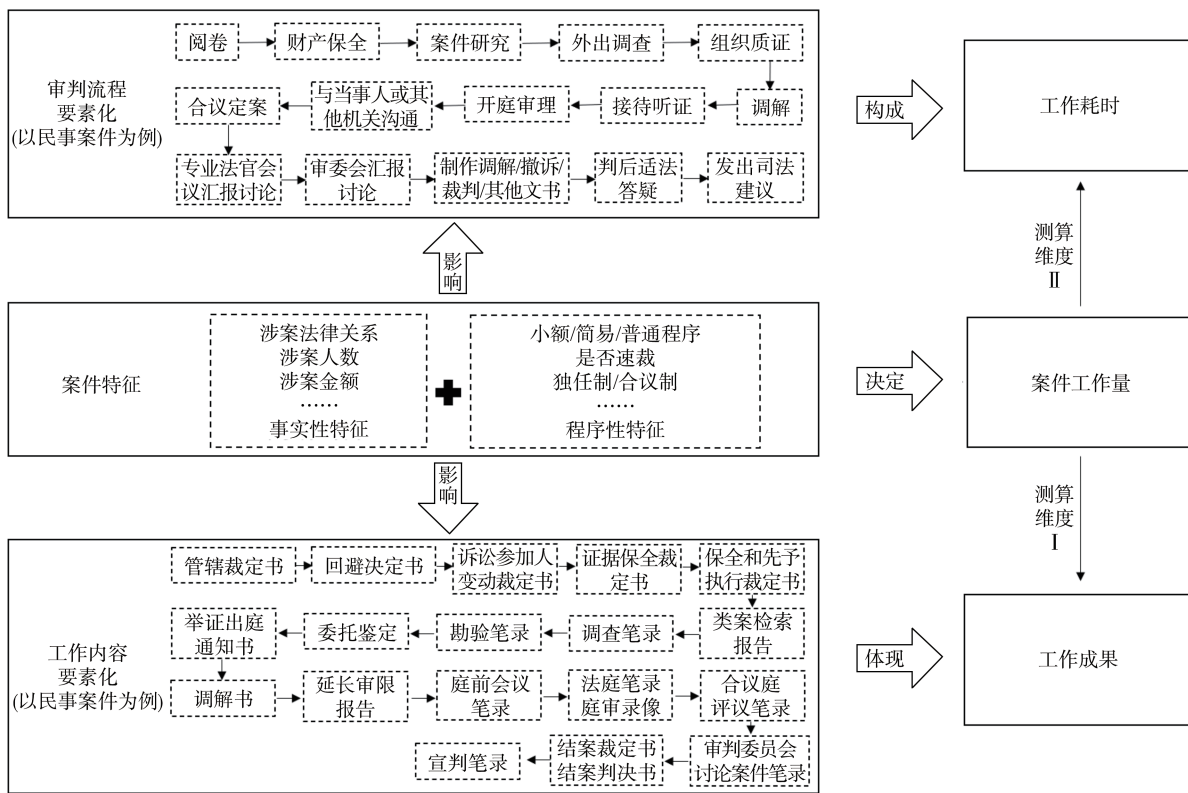 审判流程
要素化
(以民事案件为例)
阅卷
财产保全
案件研究
外出调查
组织质证
调解
接待听证
开庭审理
与当事人或其
他机关沟通
合议定案
专业法官会
议汇报讨论
审委会汇报
讨论
制作调解/撤诉/
裁判/其他文书
判后适法
答疑
发出司法
建议
构成
工作耗时
影响
测算
维度
Ⅱ
案件特征
涉案法律关系
涉案人数
涉案金额
……
事实性特征
小额/简易/普通程序
是否速裁
独任制/合议制
……
程序性特征
决定
案件工作量
影响
测算
维度
Ⅰ
工作内容
要素化
(以民事案件为例)
管辖裁定书
回避决定书
诉讼参加人
变动裁定书
证据保全裁
定书
保全和先予
执行裁定书
类案检索
报告
调查笔录
勘验笔录
委托鉴定
举证出庭
通知书
调解书
延长审限
报告
庭前会议
笔录
法庭笔录
庭审录像
合议庭
评议笔录
审判委员会
讨论案件笔录
结案裁定书
结案判决书
宣判笔录
体现
工作成果